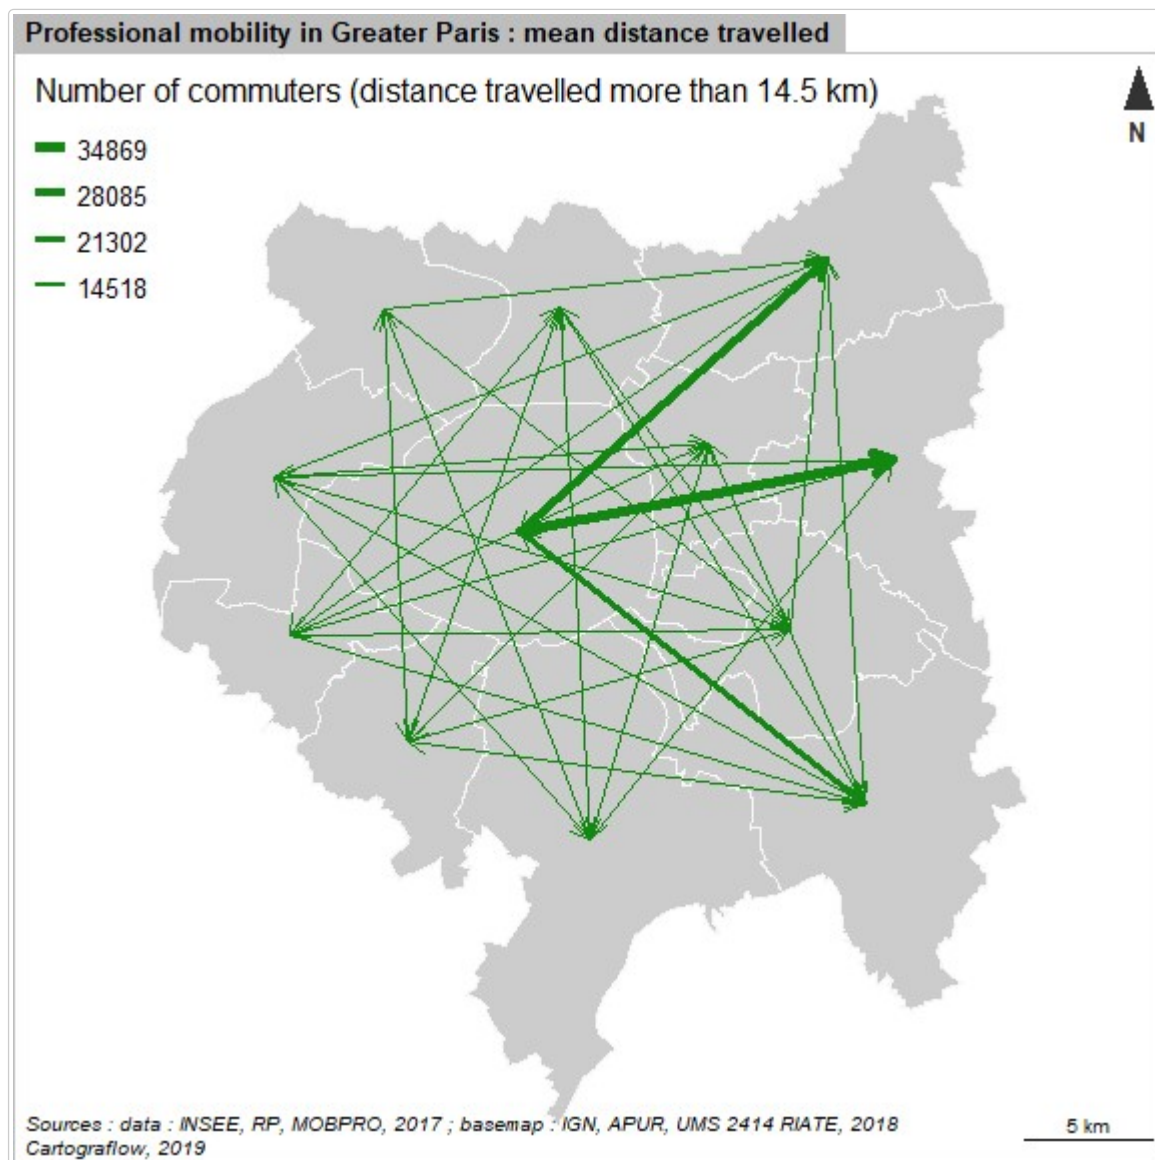 Professional mobility in Greater Paris : mean distance travelled
Number of commuters (distance travelled more than 14.5 km)
34869
28085
21302
14518
N
Sources : data : INSEE, RP, MOBPRO, 2017 ; basemap : IGN, APUR, UMS 2414 RIATE, 2018
Cartograflow, 2019
5 km